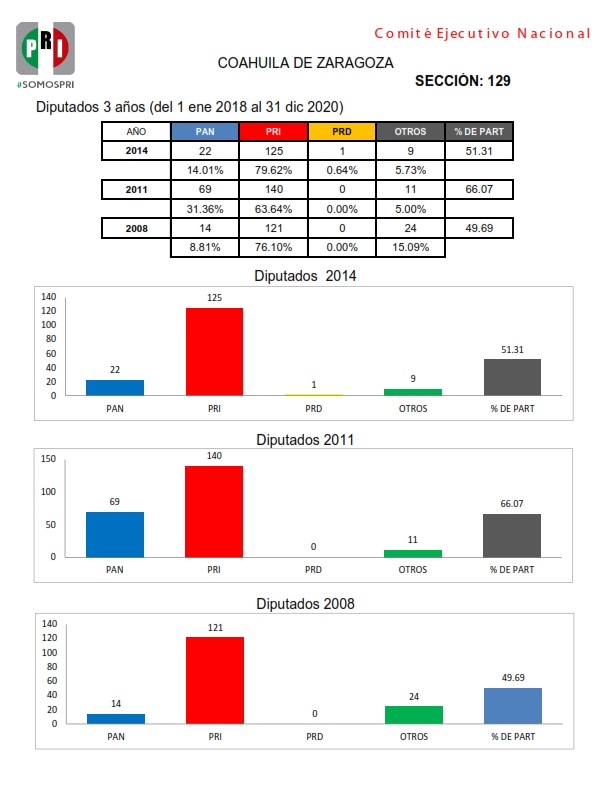 Comité Ejecutivo Nacional
PRI
#SOMOSPRI
COAHUILA DE ZARAGOZA
SECCIÓN: 129
Diputados 3 años (del 1 ene 2018 al 31 dic 2020)
AÑO PAN PRI PRD OTROS % DE PART
2014 22 125 1 9 51.31
14.01% 79.62% 0.64% 5.73%
2011 69 140 0 11 66.07
31.36% 63.64% 0.00% 5.00%
2008 14 121 0 24 49.69
8.81% 76.10% 0.00% 15.09%
Diputados 2014
140
120
100
80
60
40
20
0
22 125 1 9 51.31
PAN PRI PRD OTROS % DE PART
Diputados 2011
150
100
50
0
69 140 0 11 66.07
PAN PRI PRD OTROS % DE PART
Diputados 2008
140
120
100
80
60
40
20
0
14 121 0 24 49.69
PAN PRI PRD OTROS % DE PART